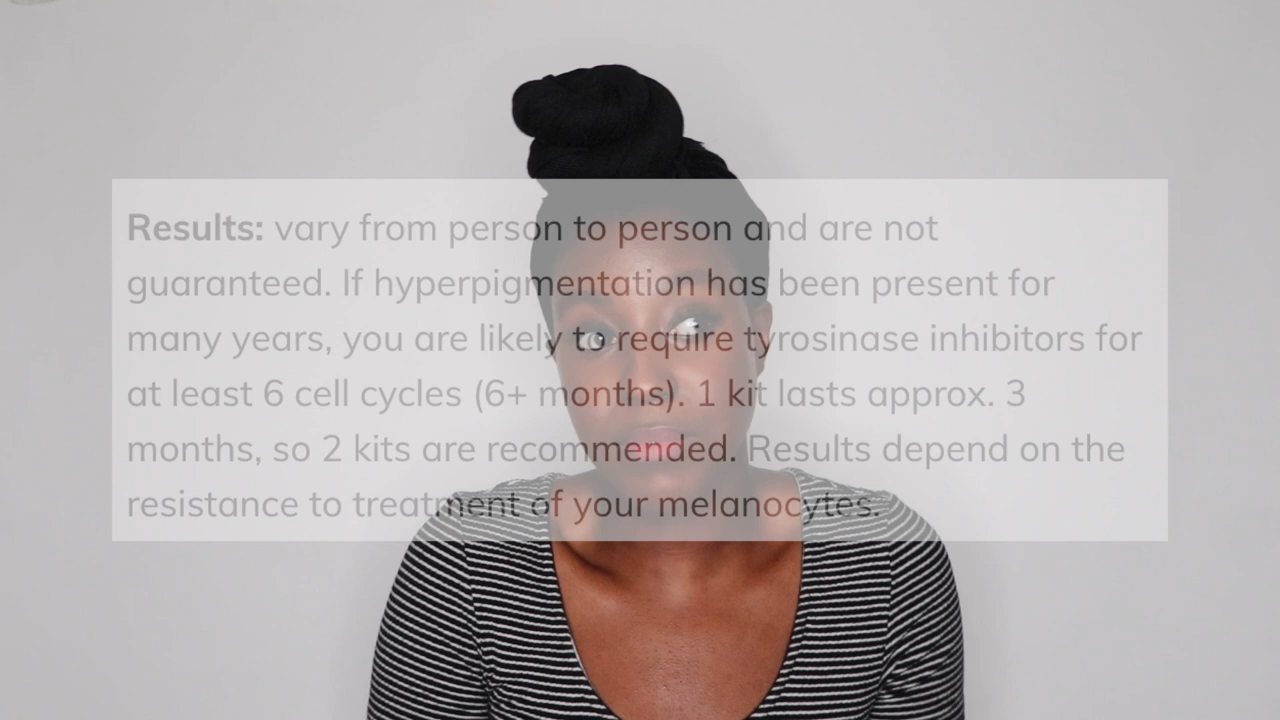 Results: vary from person to person and are not
guaranteed. If hyperpigmentation has been present for
many years, you are likely to require tyrosinase inhibitors for
at least 6 cell cycles (6+ months). 1 kit lasts approx. 3
months, so 2 kits are recommended. Results depend on the
resistance to treatment of your melanocytes.